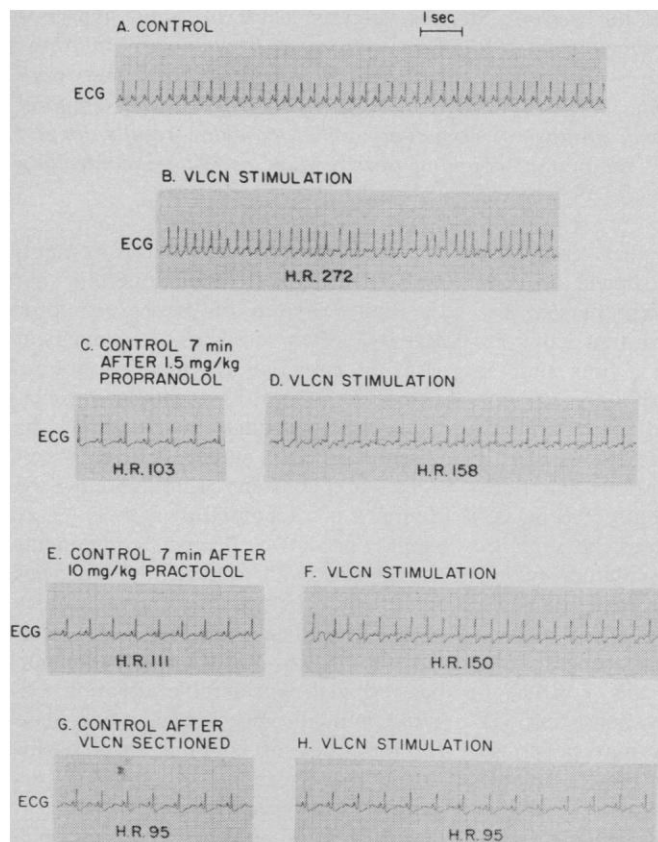 A. CONTROL
1 sec
ECG
B. VLCN STIMULATION
ECG
H.R. 272
C. CONTROL 7 min
AFTER 1.5 mg/kg
PROPRANOLOL
D. VLCN STIMULATION
ECG
H.R. 103
H.R. 158
E. CONTROL 7 min AFTER
10 mg/kg PRACTOLOL
F. VLCN STIMULATION
ECG
H.R. 111
H.R. 150
G. CONTROL AFTER
VLCN SECTIONED
H. VLCN STIMULATION
ECG
H.R. 95
H.R. 95